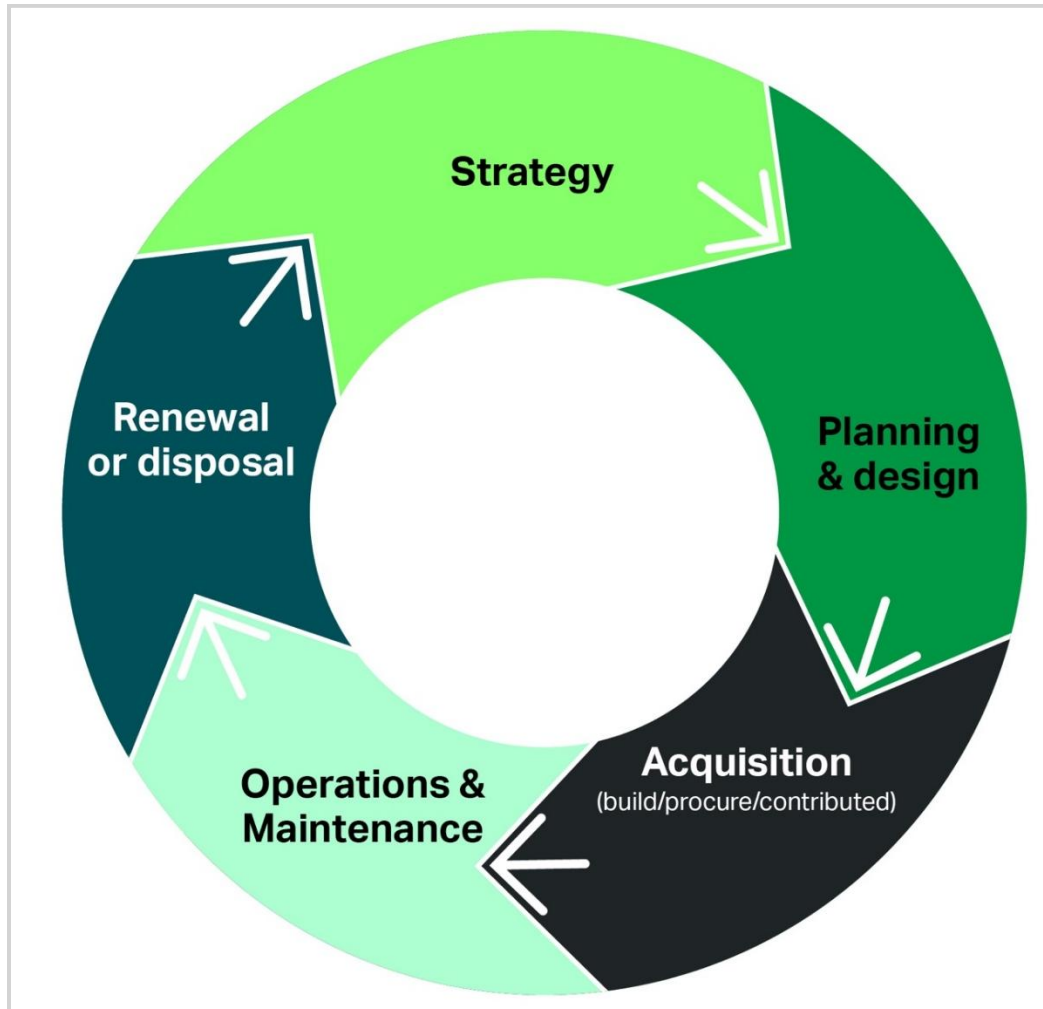 Strategy
Planning
& design
Acquisition
(build/procure/contributed)
Operations &
Maintenance
Renewal
or disposal